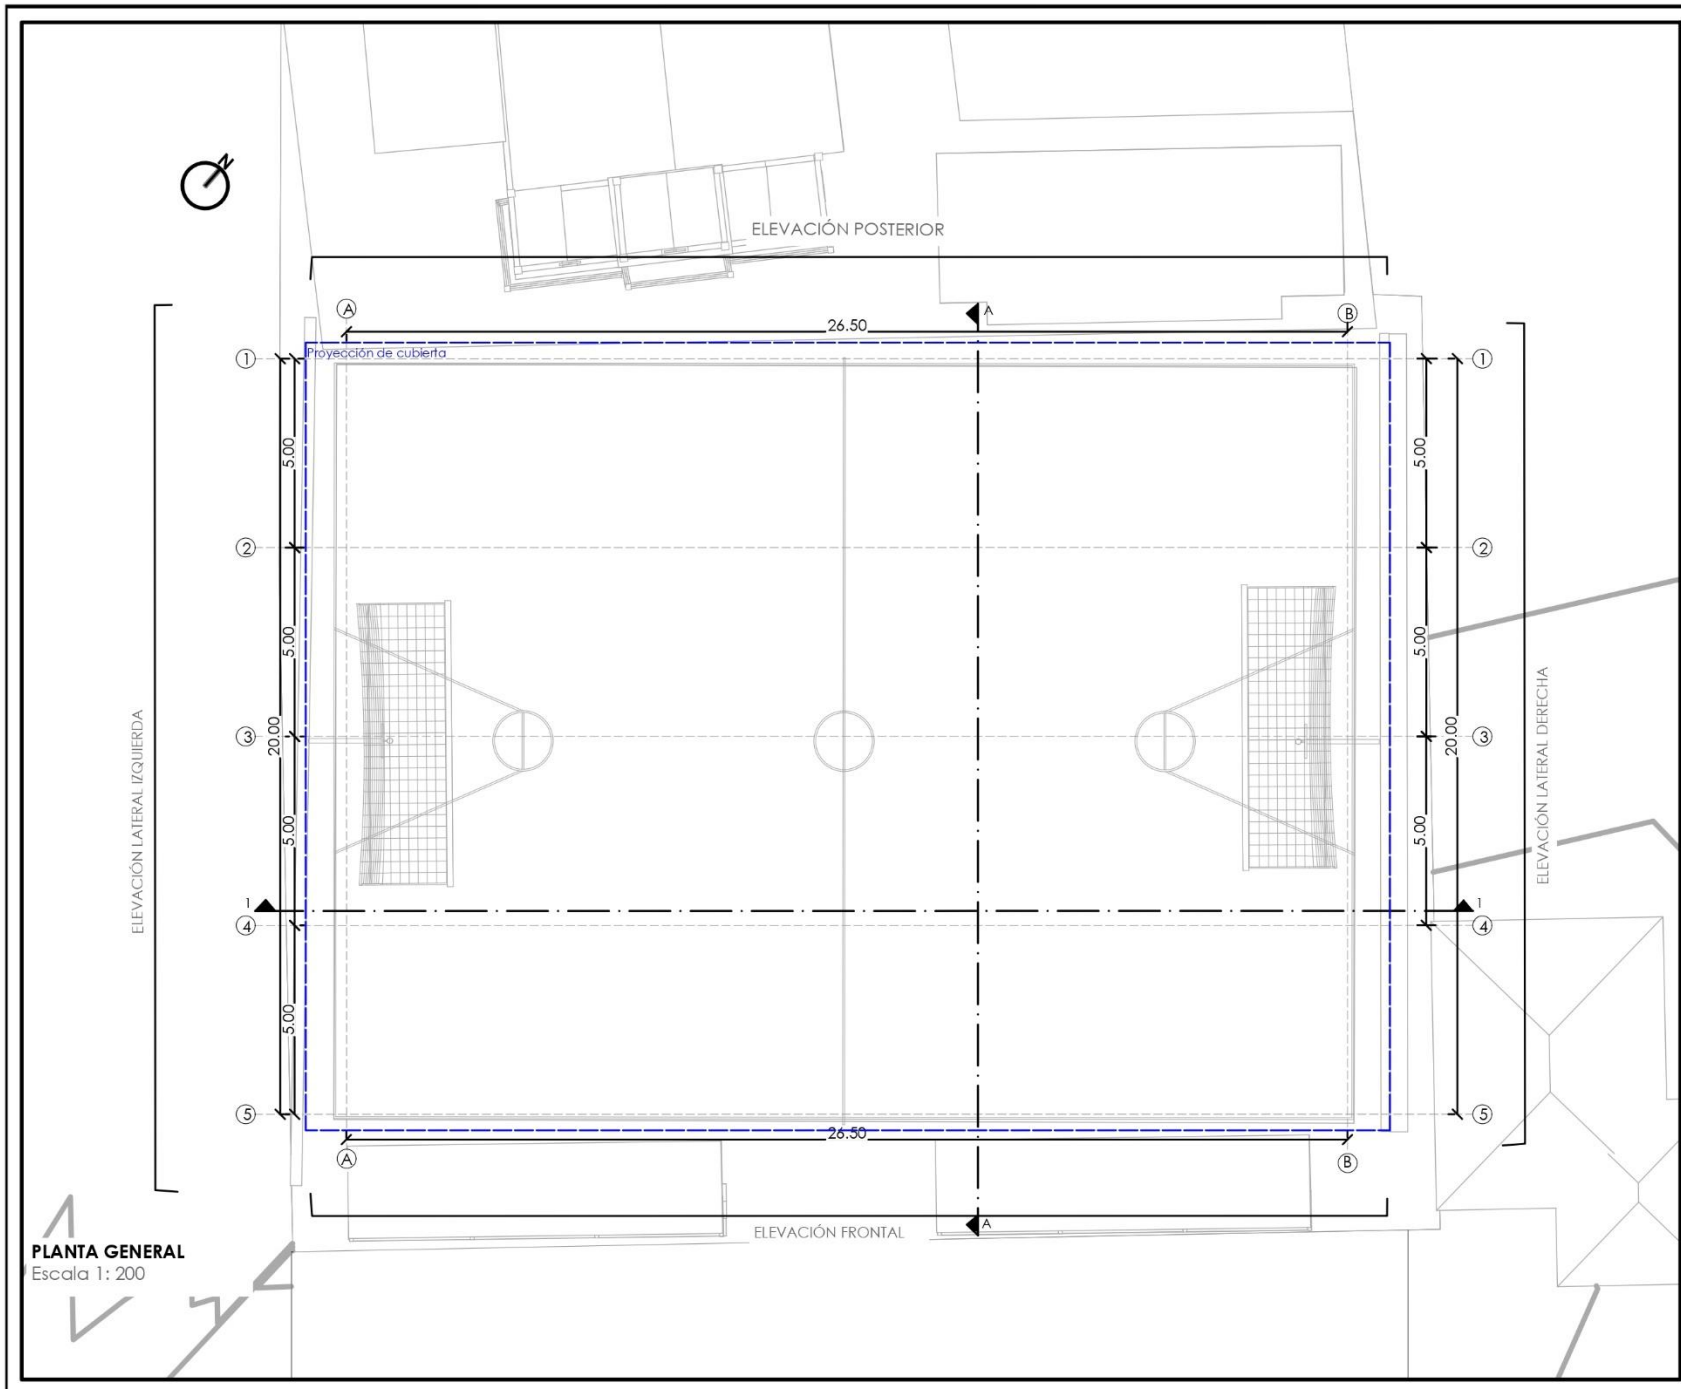 N
ELEVACIÓN POSTERIOR
A
A
B
26.50
Proyección de cubierta
1
1
5.00
5.00
2
2
5.00
5.00
ELEVACIÓN LATERAL IZQUIERDA
ELEVACIÓN LATERAL DERECHA
3
20.00
20.00
3
5.00
5.00
1
1
4
4
5.00
5
5
26.50
A
B
A
ELEVACIÓN FRONTAL
PLANTA GENERAL
Escala 1: 200